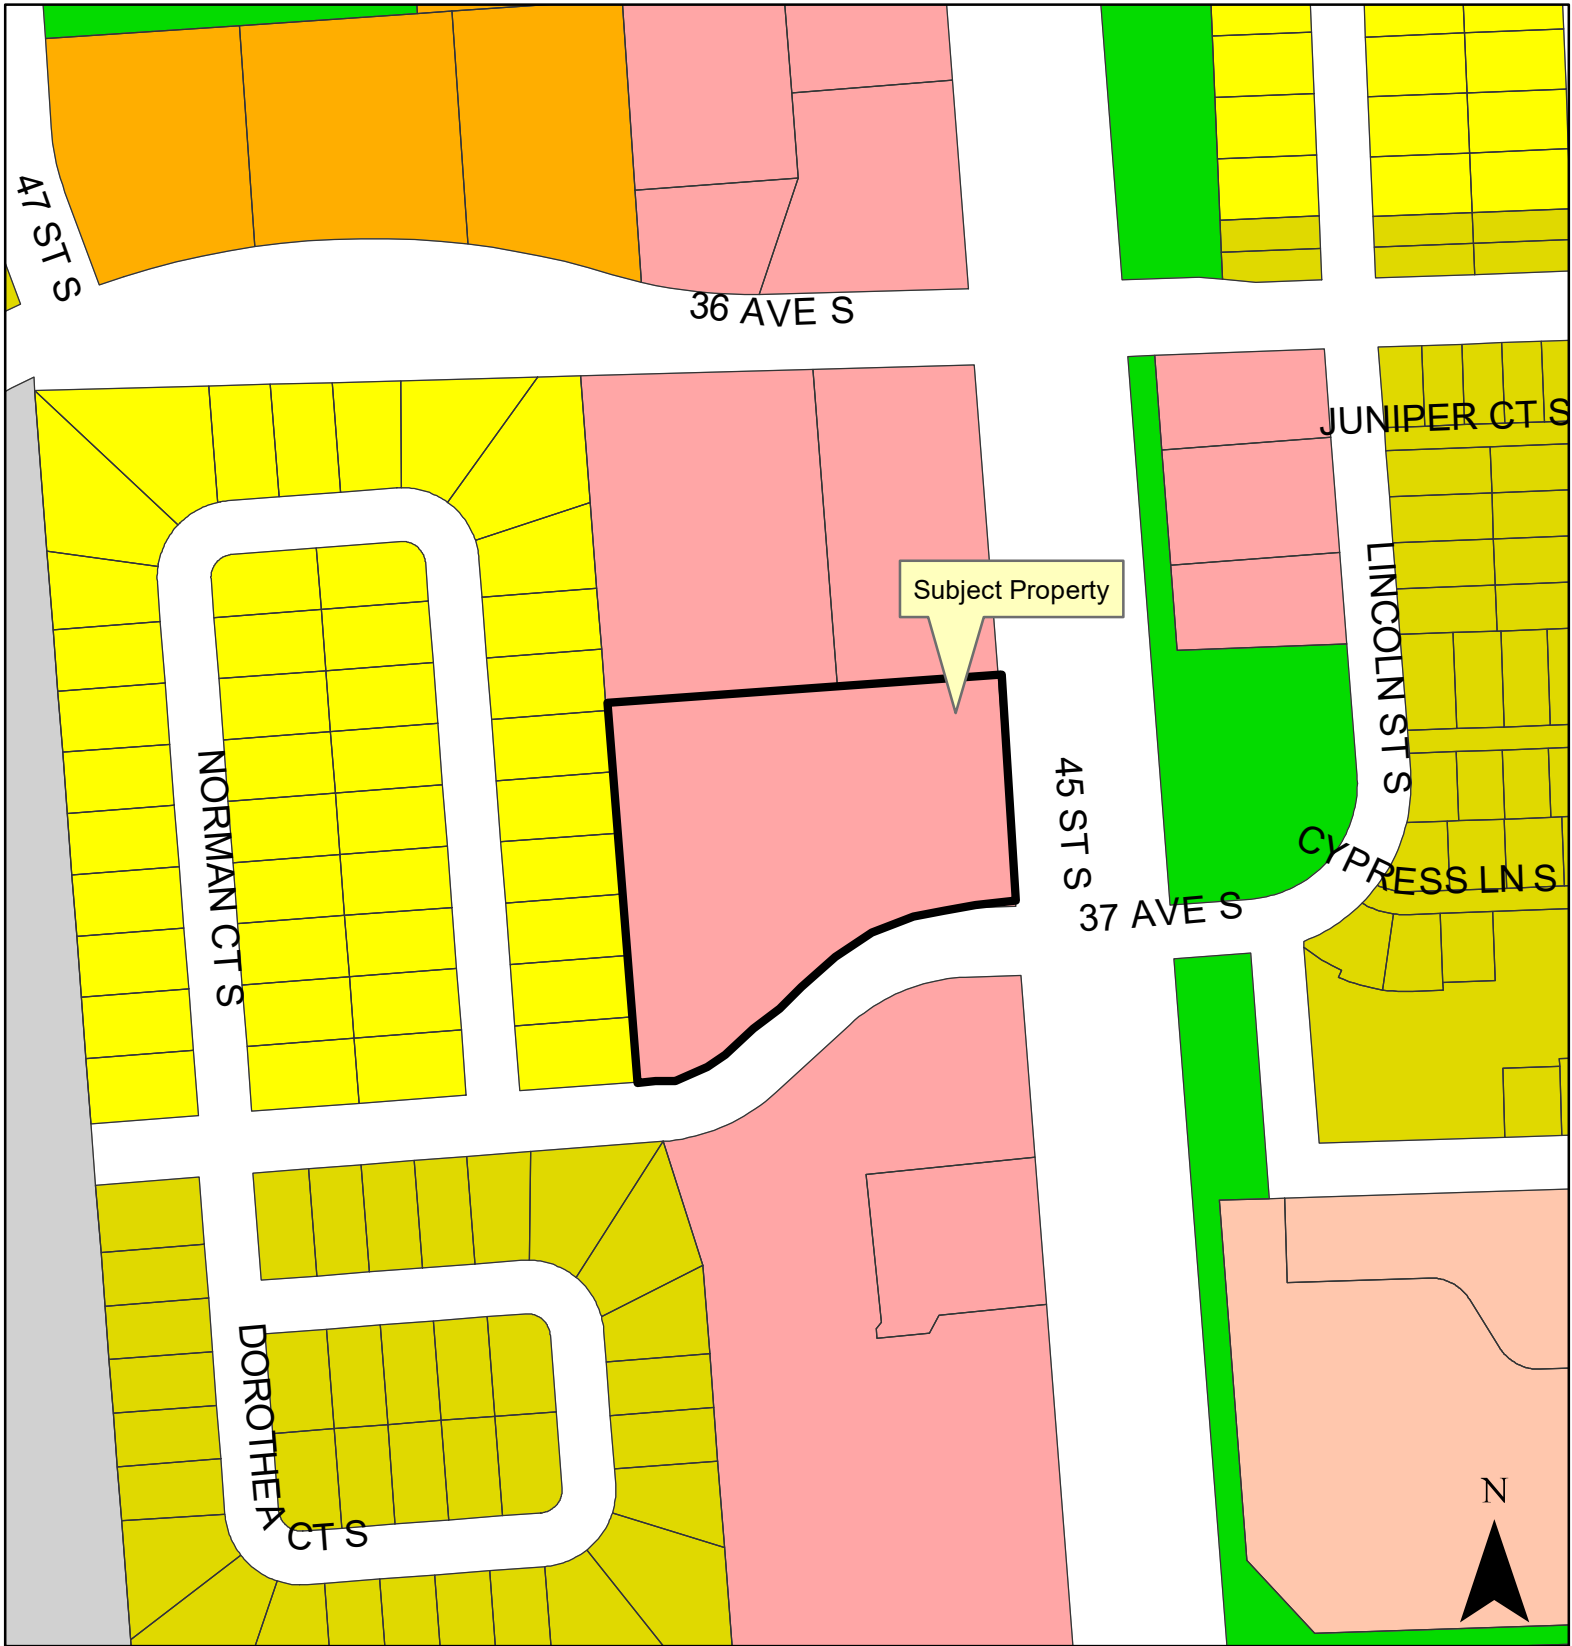 47 ST S
36 AVE S
JUNIPER CT S
Subject Property
LINCOLN ST S
NORMAN CT S
45 ST S
CYPRESS LN S
37 AVE S
DOROTHEA CT S
N